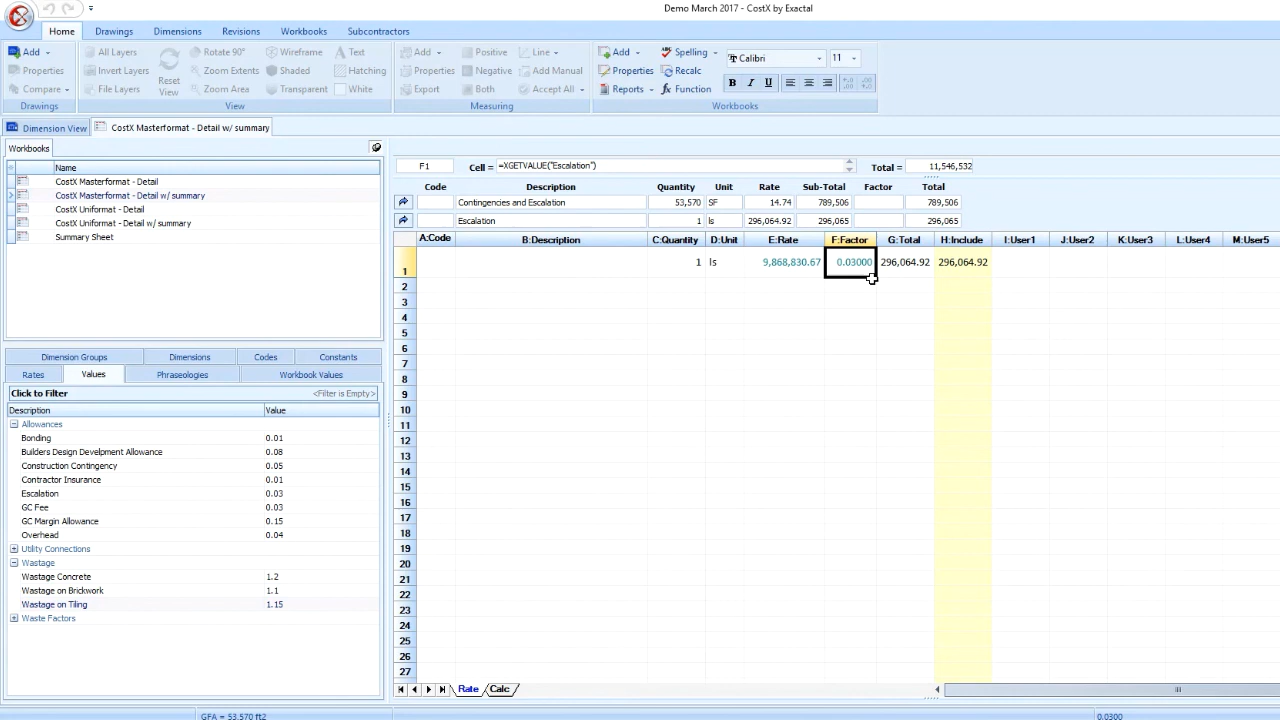 Demo March 2017 - CostX by Exactal
Home Drawings Dimensions Revisions Workbooks Subcontractors
Add All Layers Rotate 90° Wireframe Text Add Positive Line Add Spelling Calibri 11
Properties Invert Layers Reset View Zoom Extents Shaded Hatching Properties Negative Add Manual Properties Recalc
Compare File Layers Zoom Area Transparent White Export Both Accept All Reports Function B I U
Drawings View Measuring Workbooks
Dimension View CostX Masterformat - Detail w/ summary
Workbooks
Name
CostX Masterformat - Detail
CostX Masterformat - Detail w/ summary
CostX Uniformat - Detail
CostX Uniformat - Detail w/ summary
Summary Sheet
Dimension Groups Dimensions Codes Constants
Rates Values Phraseologies Workbook Values
Click to Filter <Filter is Empty>
Description Value
Allowances
Bonding 0.01
Builders Design Develpment Allowance 0.08
Construction Contingency 0.05
Contractor Insurance 0.01
Escalation 0.03
GC Fee 0.03
GC Margin Allowance 0.15
Overhead 0.04
Utility Connections
Wastage
Wastage Concrete 1.2
Wastage on Brickwork 1.1
Wastage on Tiling 1.15
Waste Factors
F1 Cell = =XGETVALUE("Escalation") Total = 11,546,532
Code Description Quantity Unit Rate Sub-Total Factor Total
Contingencies and Escalation 53,570 SF 14.74 789,506 789,506
Escalation 1 ls 296,064.92 296,065 296,065
A:Code B:Description C:Quantity D:Unit E:Rate F:Factor G:Total H:Include I:User1 J:User2 K:User3 L:User4 M:User5
1 1 ls 9,868,830.67 0.03000 296,064.92 296,064.92
2
3
4
5
6
7
8
9
10
11
12
13
14
15
16
17
18
19
20
21
22
23
24
25
26
27
Rate Calc
GFA = 53,570 ft2 0.0300